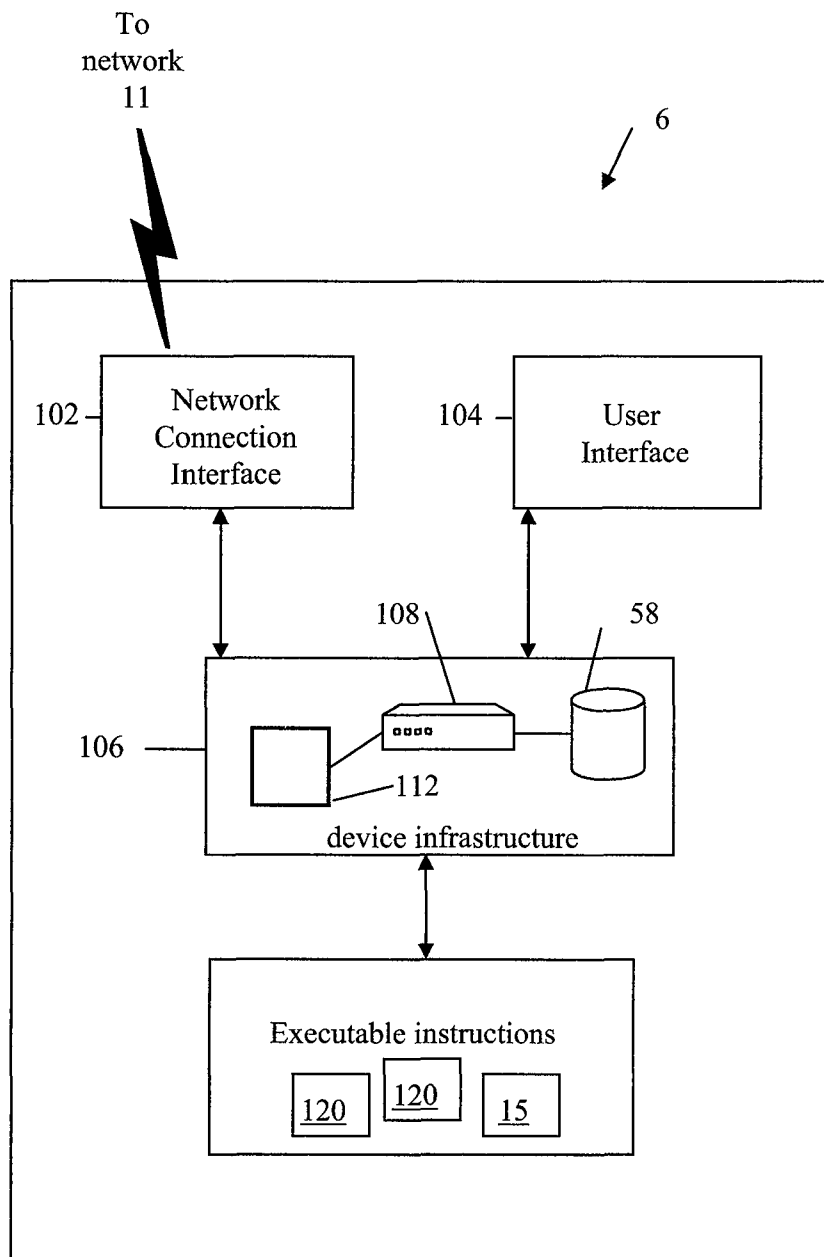 To
network
11
6
102
Network
Connection
Interface
104
User
Interface
108
58
106
112
device infrastructure
Executable instructions
120
120
15